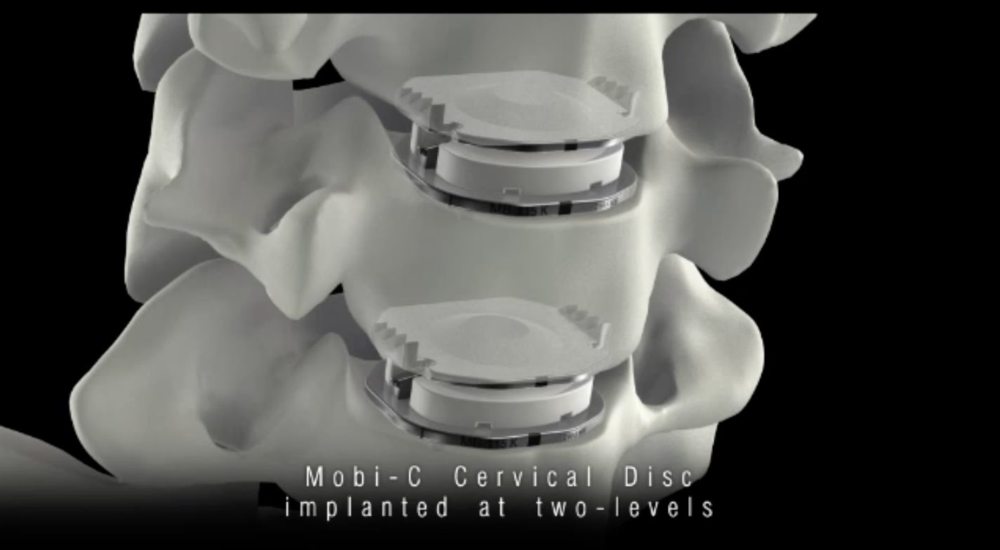 Mobi-C Cervical Disc
implanted at two-levels